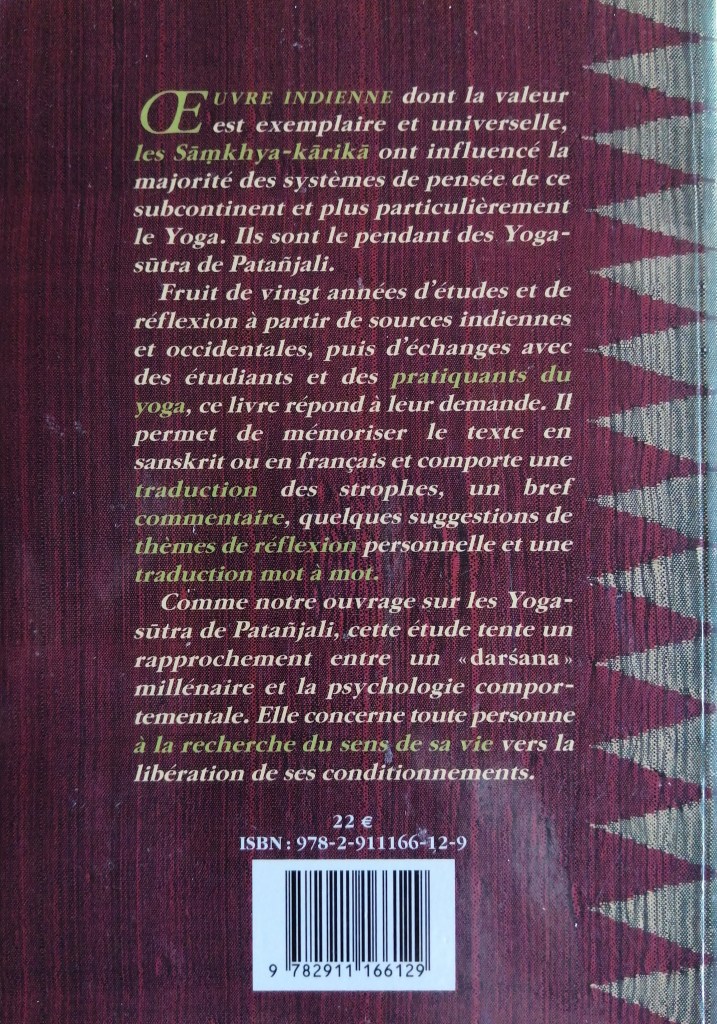 ŒUVRE INDIENNE dont la valeur
est exemplaire et universelle,
les Sāṃkhya-kārikā ont influencé la
majorité des systèmes de pensée de ce
subcontinent et plus particulièrement
le Yoga. Ils sont le pendant des Yoga-
sūtra de Patañjali.
Fruit de vingt années d'études et de
réflexion à partir de sources indiennes
et occidentales, puis d'échanges avec
des étudiants et des pratiquants du
yoga, ce livre répond à leur demande. Il
permet de mémoriser le texte en
sanskrit ou en français et comporte une
traduction des strophes, un bref
commentaire, quelques suggestions de
thèmes de réflexion personnelle et une
traduction mot à mot.
Comme notre ouvrage sur les Yoga-
sūtra de Patañjali, cette étude tente un
rapprochement entre un «darśana»
millénaire et la psychologie compor-
tementale. Elle concerne toute personne
à la recherche du sens de sa vie vers la
libération de ses conditionnements.
22 €
ISBN : 978-2-911166-12-9
9 782911 166129